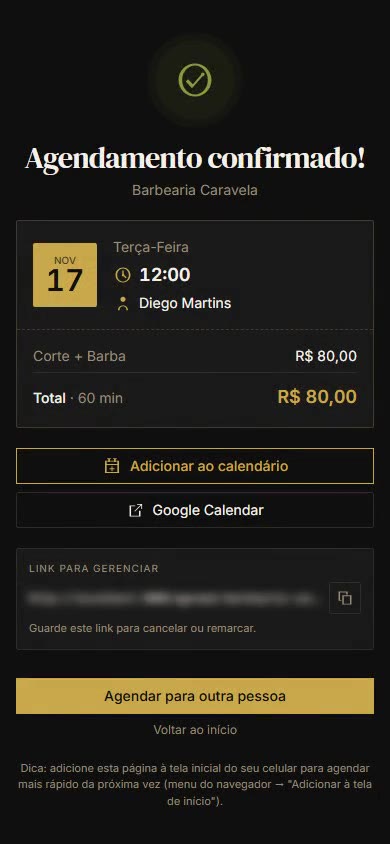 Agendamento confirmado!
Barbearia Caravela
NOV
17
Terça-Feira
12:00
Diego Martins
Corte + Barba
R$ 80,00
Total · 60 min
R$ 80,00
Adicionar ao calendário
Google Calendar
LINK PARA GERENCIAR
Guarde este link para cancelar ou remarcar.
Agendar para outra pessoa
Voltar ao início
Dica: adicione esta página à tela inicial do seu celular para agendar
mais rápido da próxima vez (menu do navegador → "Adicionar à tela
de início").